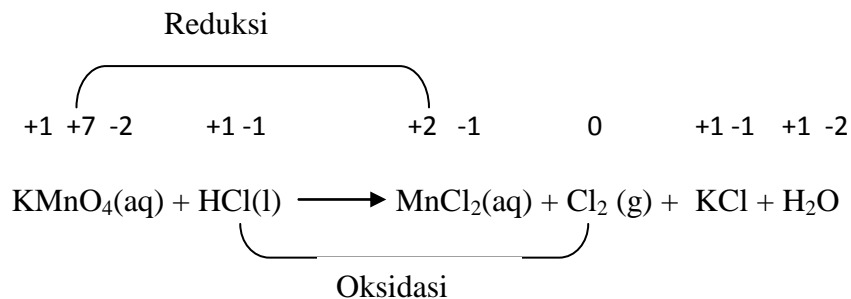 Reduksi
+1 +7 -2 +1 -1 +2 -1 0 +1 -1 +1 -2
KMnO₄(aq) + HCl(l) ⟶ MnCl₂(aq) + Cl₂ (g) + KCl + H₂O
Oksidasi